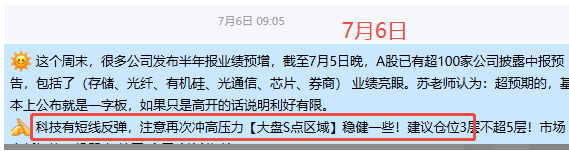 7月6日 09:05
7月6日
这个周末，很多公司发布半年报业绩预增，截至7月5日晚，A股已有超100家公司披露中报预
告，包括了（存储、光纤、有机硅、光通信、芯片、券商） 业绩亮眼。苏老师认为：超预期的，基
本上公布就是一字板，如果只是高开的话说明利好有限。
科技有短线反弹，注意再次冲高压力【大盘S点区域】稳健一些！建议仓位3层不超5层！市场